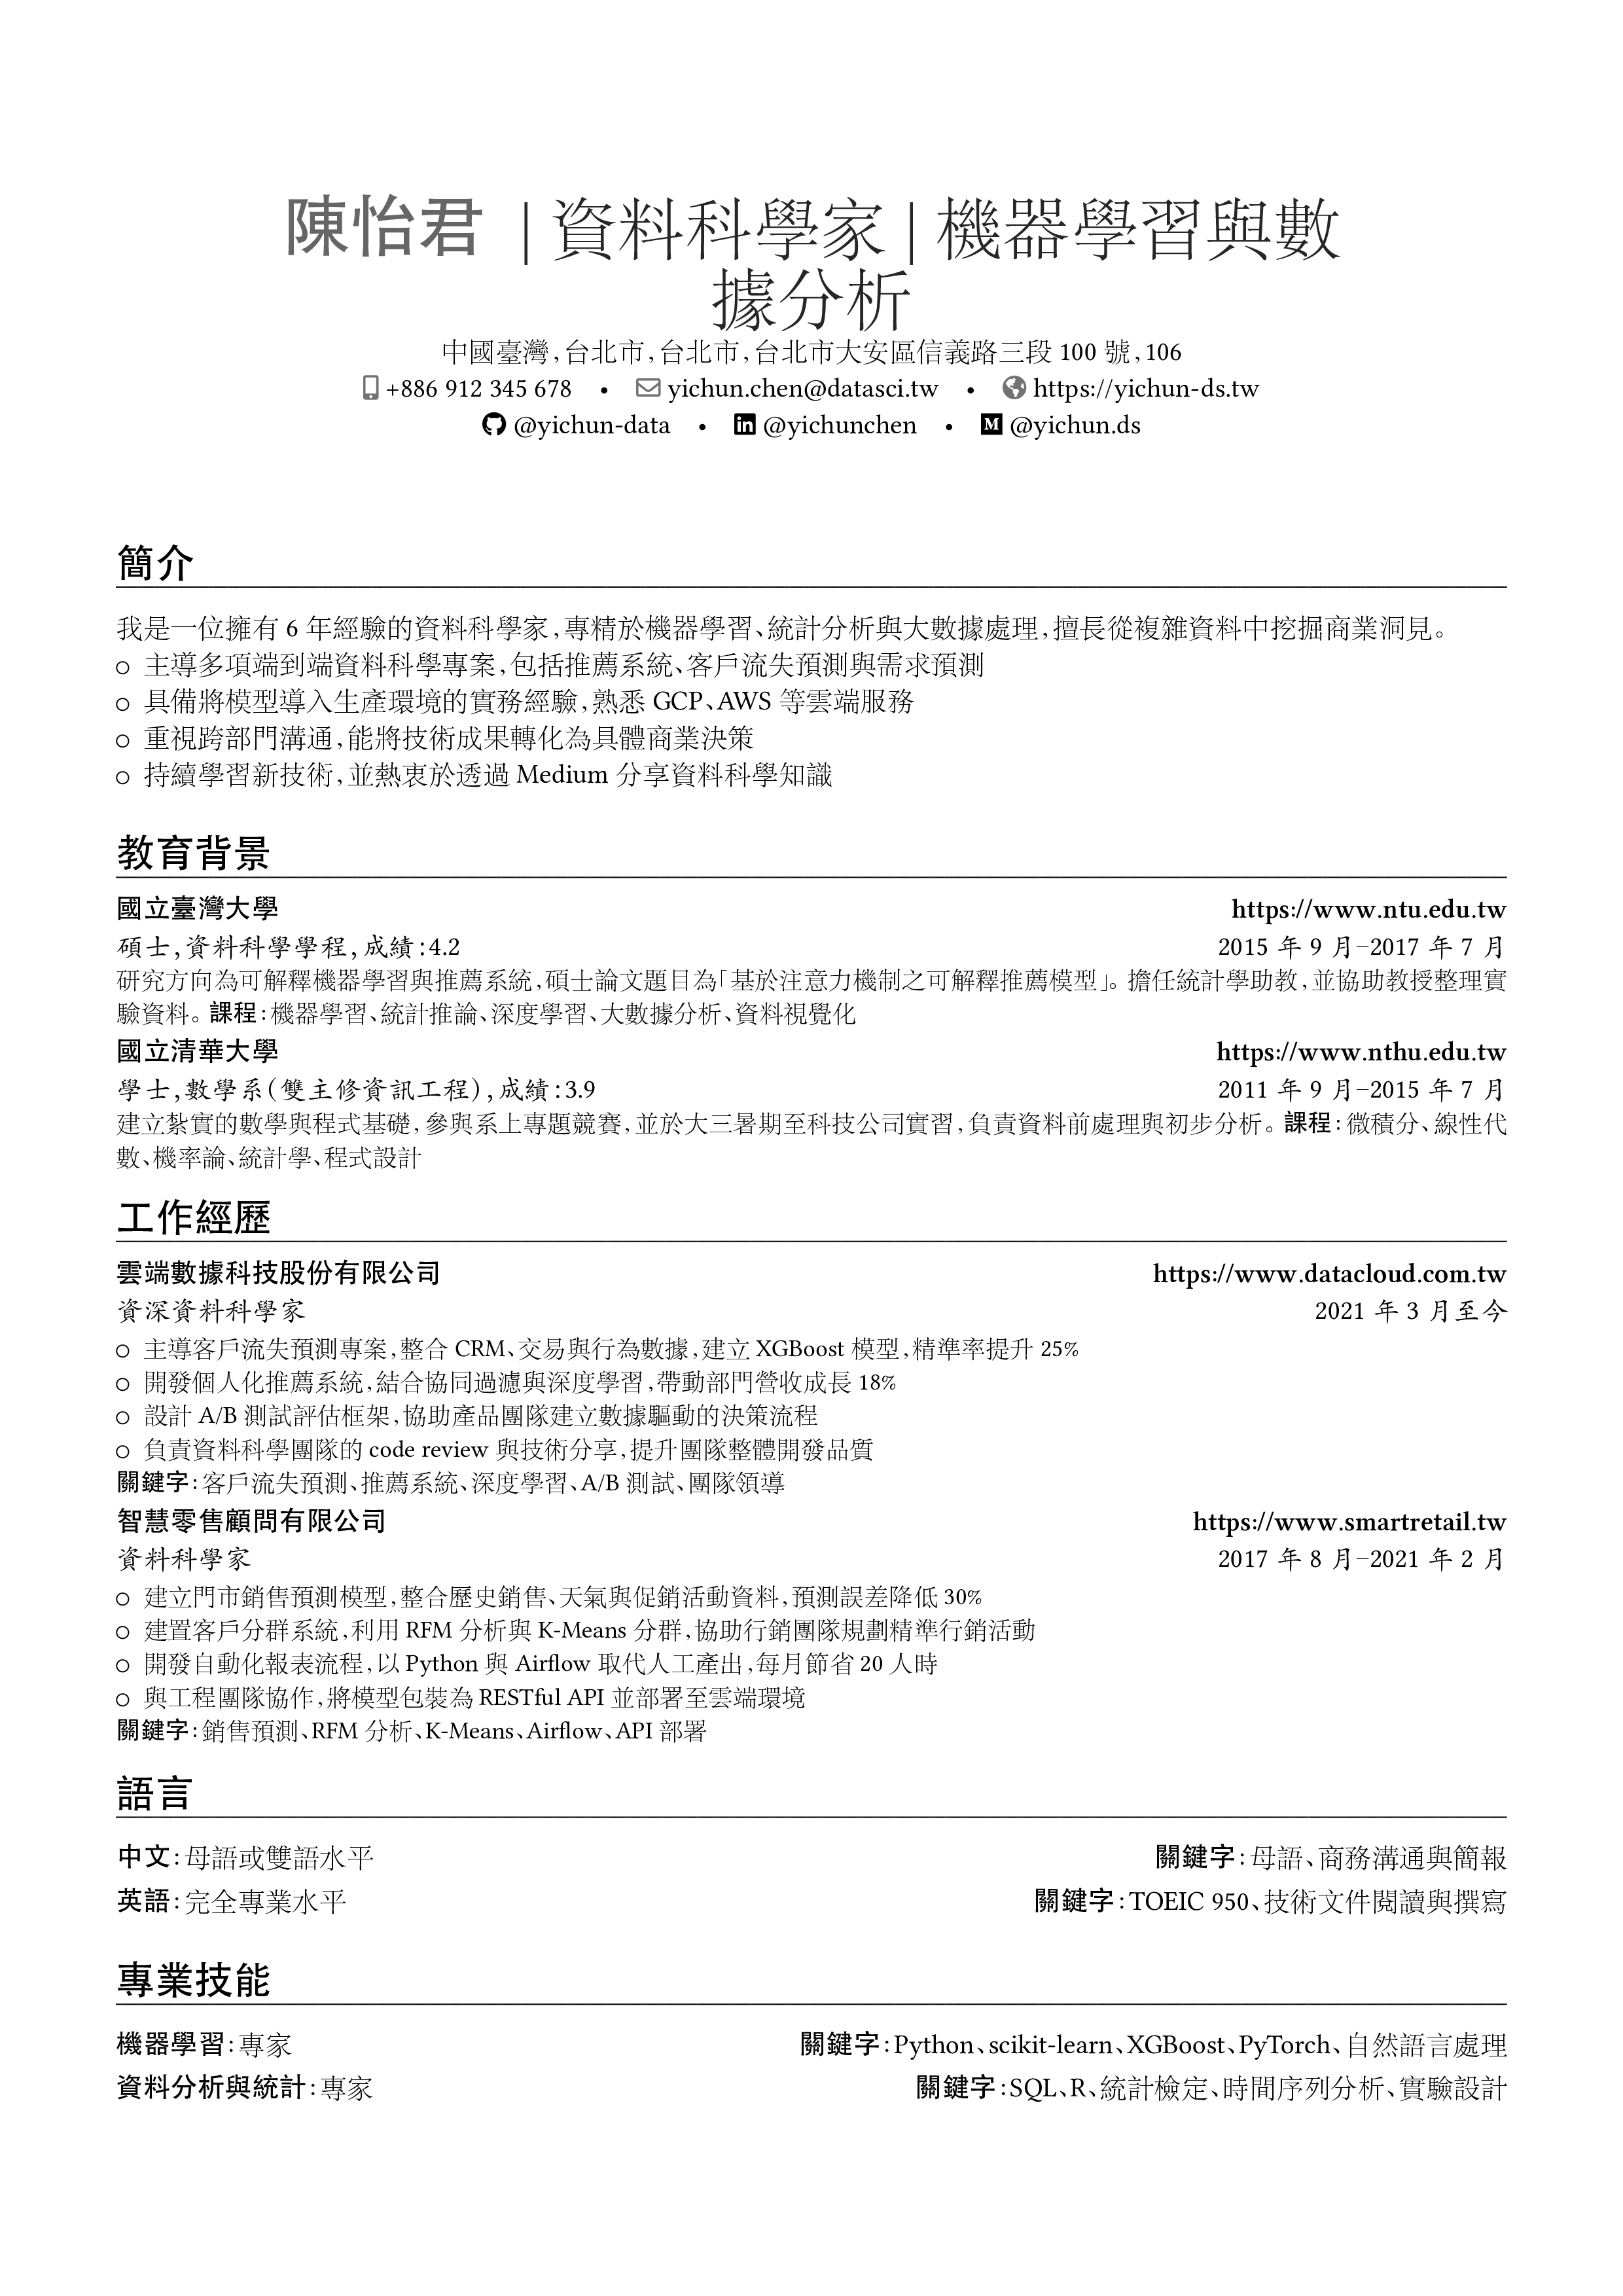 陳怡君 | 資料科學家 | 機器學習與數
據分析
中國臺灣,台北市,台北市,台北市大安區信義路三段 100 號,106
+886 912 345 678 • yichun.chen@datasci.tw • https://yichun-ds.tw
@yichun-data • @yichunchen • @yichun.ds
簡介
我是一位擁有 6 年經驗的資料科學家,專精於機器學習、統計分析與大數據處理,擅長從複雜資料中挖掘商業洞見。
○ 主導多項端到端資料科學專案,包括推薦系統、客戶流失預測與需求預測
○ 具備將模型導入生產環境的實務經驗,熟悉 GCP、AWS 等雲端服務
○ 重視跨部門溝通,能將技術成果轉化為具體商業決策
○ 持續學習新技術,並熱衷於透過 Medium 分享資料科學知識
教育背景
國立臺灣大學 https://www.ntu.edu.tw
碩士,資料科學學程,成績:4.2 2015 年 9 月–2017 年 7 月
研究方向為可解釋機器學習與推薦系統,碩士論文題目為「基於注意力機制之可解釋推薦模型」。擔任統計學助教,並協助教授整理實
驗資料。課程:機器學習、統計推論、深度學習、大數據分析、資料視覺化
國立清華大學 https://www.nthu.edu.tw
學士,數學系(雙主修資訊工程),成績:3.9 2011 年 9 月–2015 年 7 月
建立紮實的數學與程式基礎,參與系上專題競賽,並於大三暑期至科技公司實習,負責資料前處理與初步分析。課程:微積分、線性代
數、機率論、統計學、程式設計
工作經歷
雲端數據科技股份有限公司 https://www.datacloud.com.tw
資深資料科學家 2021 年 3 月至今
○ 主導客戶流失預測專案,整合 CRM、交易與行為數據,建立 XGBoost 模型,精準率提升 25%
○ 開發個人化推薦系統,結合協同過濾與深度學習,帶動部門營收成長 18%
○ 設計 A/B 測試評估框架,協助產品團隊建立數據驅動的決策流程
○ 負責資料科學團隊的 code review 與技術分享,提升團隊整體開發品質
關鍵字:客戶流失預測、推薦系統、深度學習、A/B 測試、團隊領導
智慧零售顧問有限公司 https://www.smartretail.tw
資料科學家 2017 年 8 月–2021 年 2 月
○ 建立門市銷售預測模型,整合歷史銷售、天氣與促銷活動資料,預測誤差降低 30%
○ 建置客戶分群系統,利用 RFM 分析與 K-Means 分群,協助行銷團隊規劃精準行銷活動
○ 開發自動化報表流程,以 Python 與 Airflow 取代人工產出,每月節省 20 人時
○ 與工程團隊協作,將模型包裝為 RESTful API 並部署至雲端環境
關鍵字:銷售預測、RFM 分析、K-Means、Airflow、API 部署
語言
中文:母語或雙語水平 關鍵字:母語、商務溝通與簡報
英語:完全專業水平 關鍵字:TOEIC 950、技術文件閱讀與撰寫
專業技能
機器學習:專家 關鍵字:Python、scikit-learn、XGBoost、PyTorch、自然語言處理
資料分析與統計:專家 關鍵字:SQL、R、統計檢定、時間序列分析、實驗設計